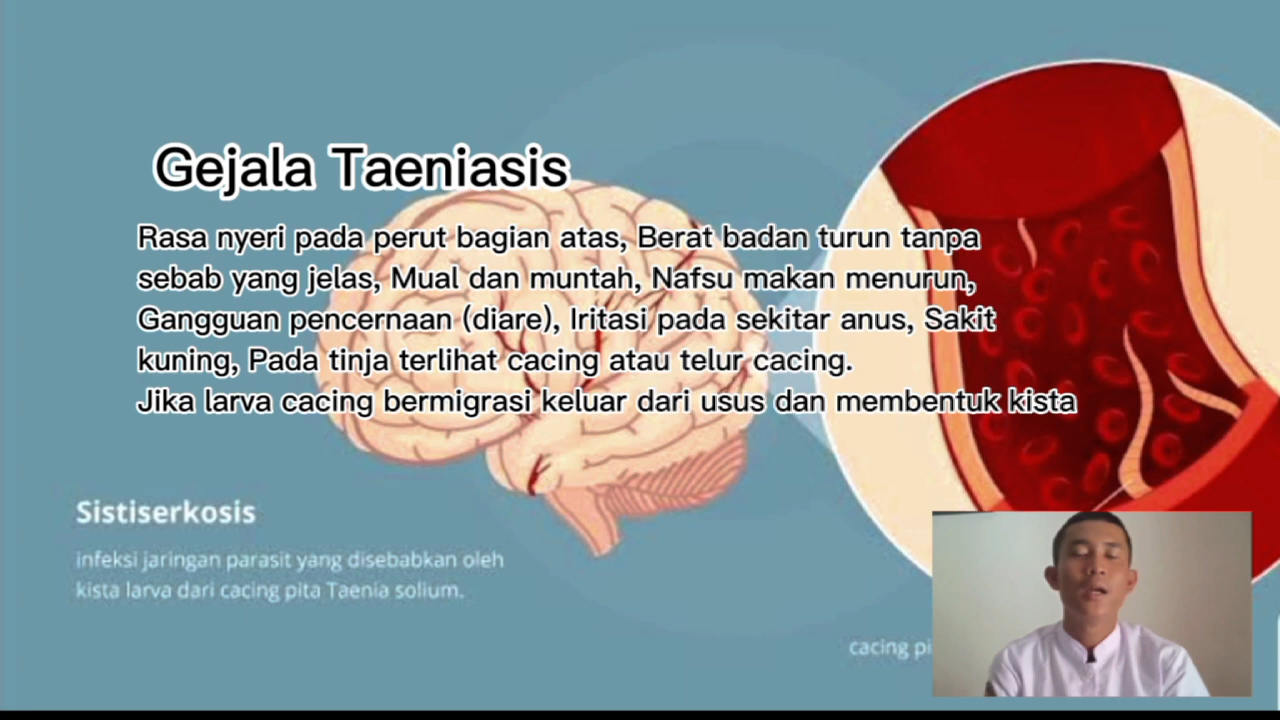 Gejala Taeniasis
Rasa nyeri pada perut bagian atas, Berat badan turun tanpa
sebab yang jelas, Mual dan muntah, Nafsu makan menurun,
Gangguan pencernaan (diare), Iritasi pada sekitar anus, Sakit
kuning, Pada tinja terlihat cacing atau telur cacing.
Jika larva cacing bermigrasi keluar dari usus dan membentuk kista
Sistiserkosis
infeksi jaringan parasit yang disebabkan oleh
kista larva dari cacing pita Taenia solium.
cacing